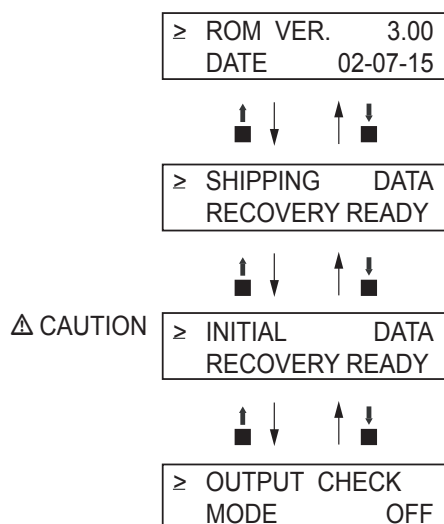 ≥ ROM VER. 3.00
DATE 02-07-15
≥ SHIPPING DATA
RECOVERY READY
⚠ CAUTION
≥ INITIAL DATA
RECOVERY READY
≥ OUTPUT CHECK
MODE OFF